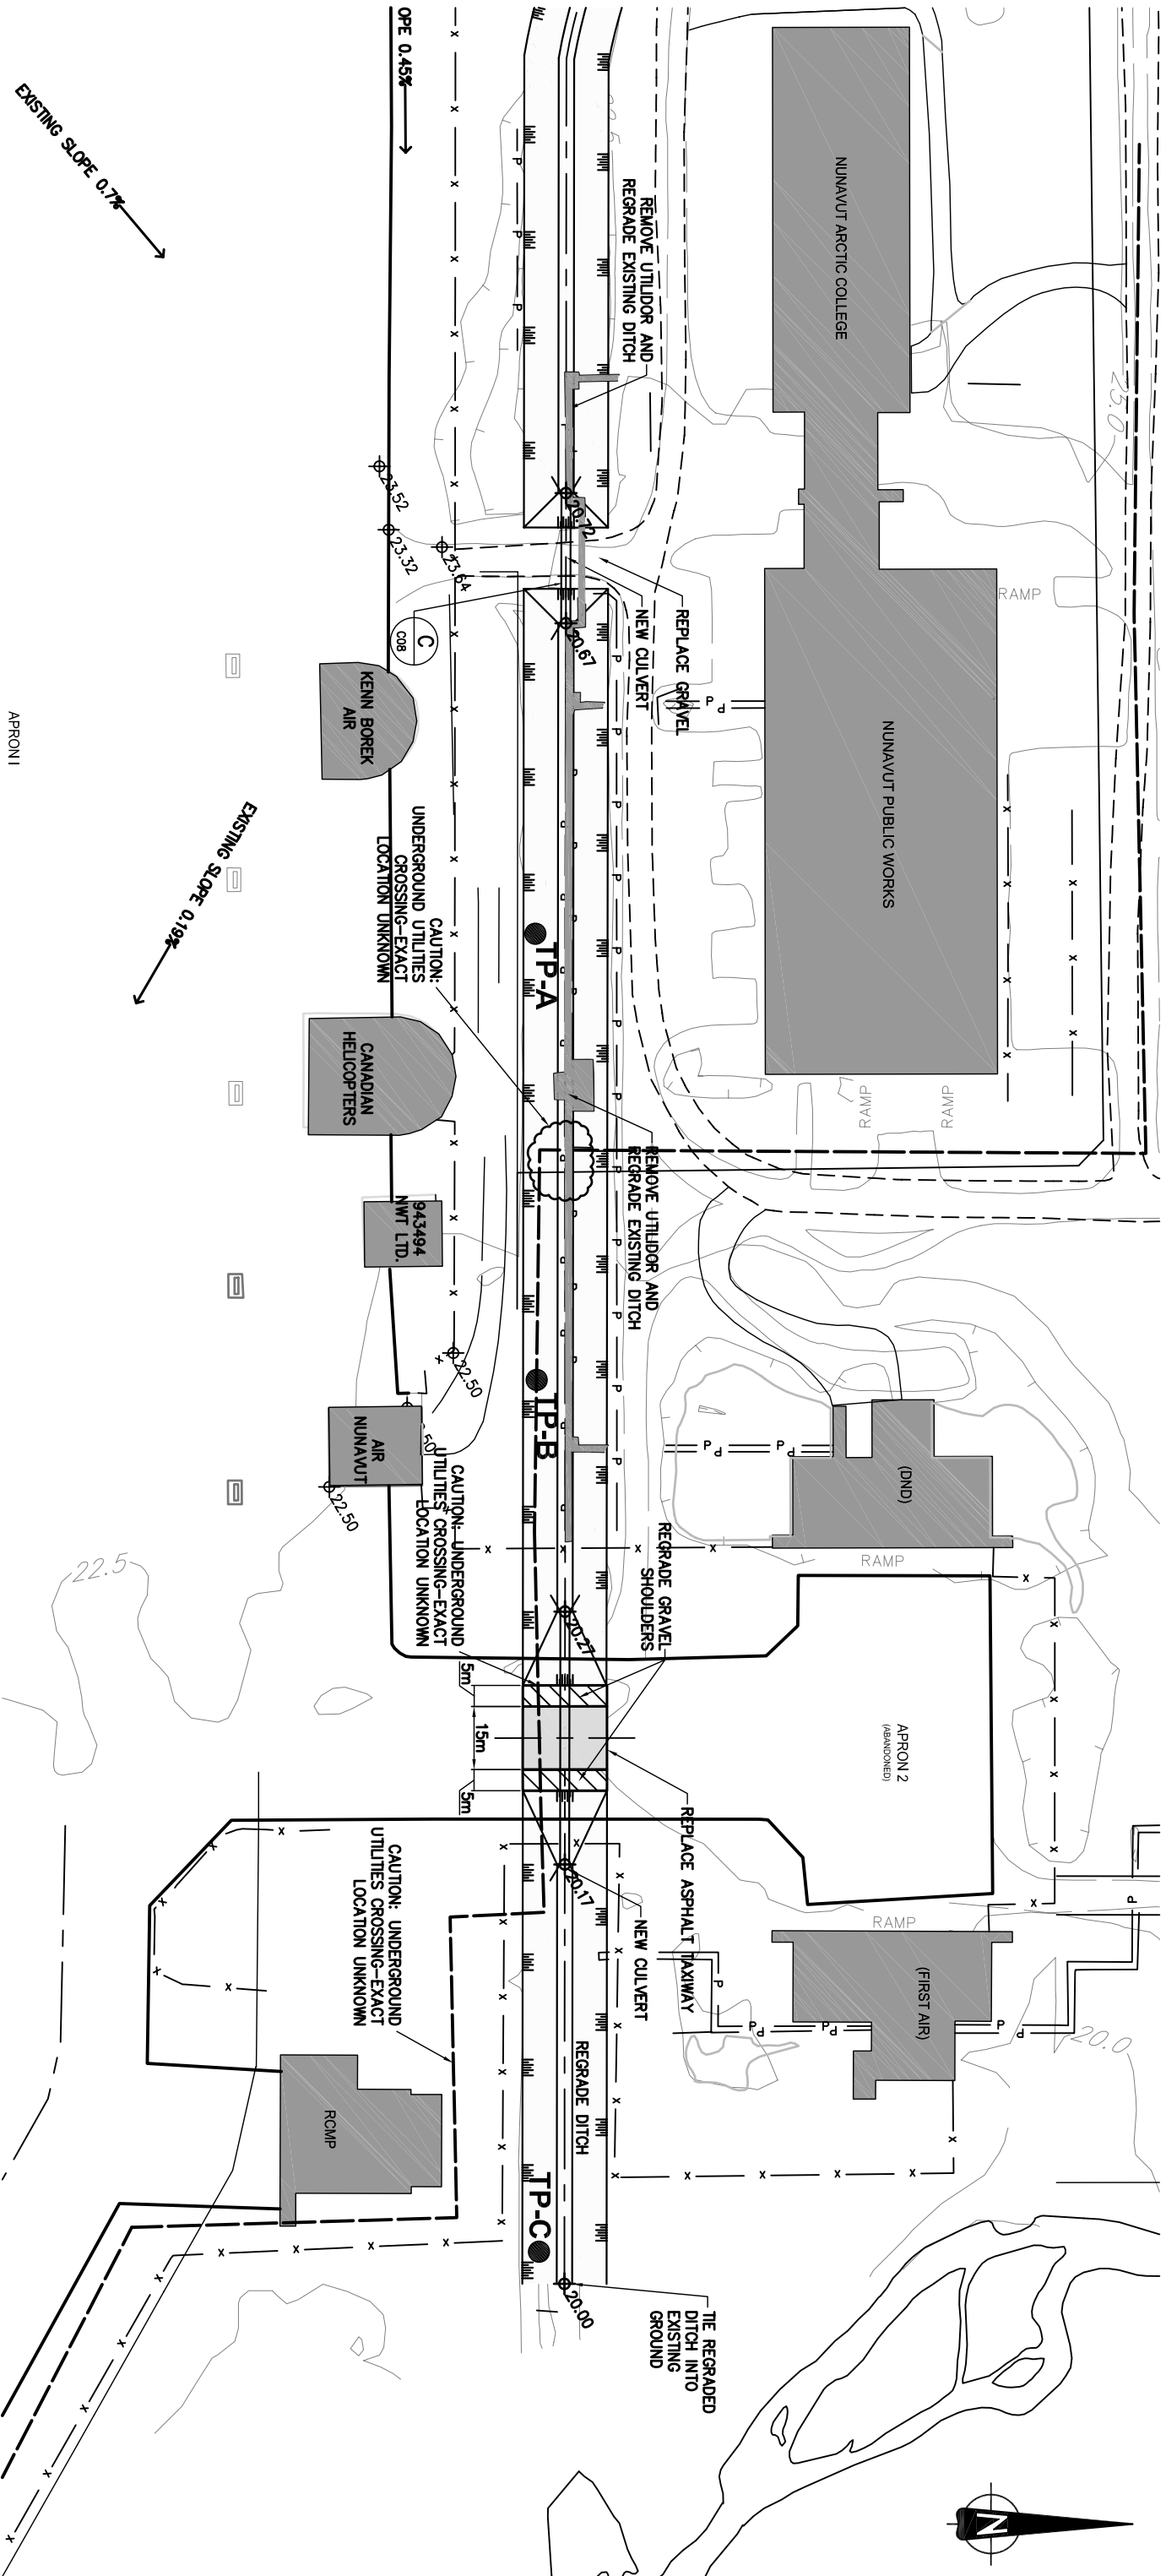 OPE 0.45%
EXISTING SLOPE 0.7%
NUNAVUT ARCTIC COLLEGE
25.0
REMOVE UTILIDOR AND
REGRADE EXISTING DITCH
23.52
23.32
23.64
20.72
20.67
C
C08
REPLACE GRAVEL
NEW CULVERT
RAMP
NUNAVUT PUBLIC WORKS
KENN BOREK
AIR
APRON I
EXISTING SLOPE 0.19%
CAUTION:
UNDERGROUND UTILITIES
CROSSING-EXACT
LOCATION UNKNOWN
TP-A
CANADIAN
HELICOPTERS
RAMP
RAMP
REMOVE UTILIDOR AND
REGRADE EXISTING DITCH
943494
NWT LTD.
22.50
TP-B
AIR
NUNAVUT
.50
22.50
(DND)
RAMP
CAUTION: UNDERGROUND
UTILITIES CROSSING-EXACT
LOCATION UNKNOWN
REGRADE GRAVEL
SHOULDERS
20.27
22.5
5m
15m
5m
APRON 2
(ABANDONED)
REPLACE ASPHALT TAXIWAY
20.17
NEW CULVERT
CAUTION: UNDERGROUND
UTILITIES CROSSING-EXACT
LOCATION UNKNOWN
RAMP
(FIRST AIR)
20.0
REGRADE DITCH
RCMP
TP-C
20.00
TIE REGRADED
DITCH INTO
EXISTING
GROUND
N